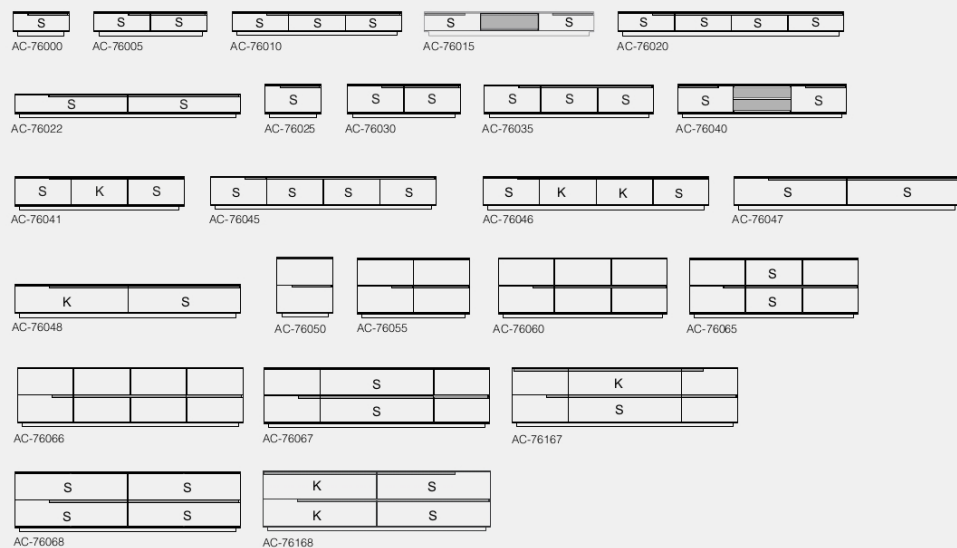 S S S S S S S S S S S S S
AC-76000 AC-76005 AC-76010 AC-76015 AC-76020
S S S S S S S S S S
AC-76022 AC-76025 AC-76030 AC-76035 AC-76040
S K S S S S S S K K S S S
AC-76041 AC-76045 AC-76046 AC-76047
S
K S S
AC-76048 AC-76050 AC-76055 AC-76060 AC-76065
S K
S S
AC-76066 AC-76067 AC-76167
S S K S
S S K S
AC-76068 AC-76168